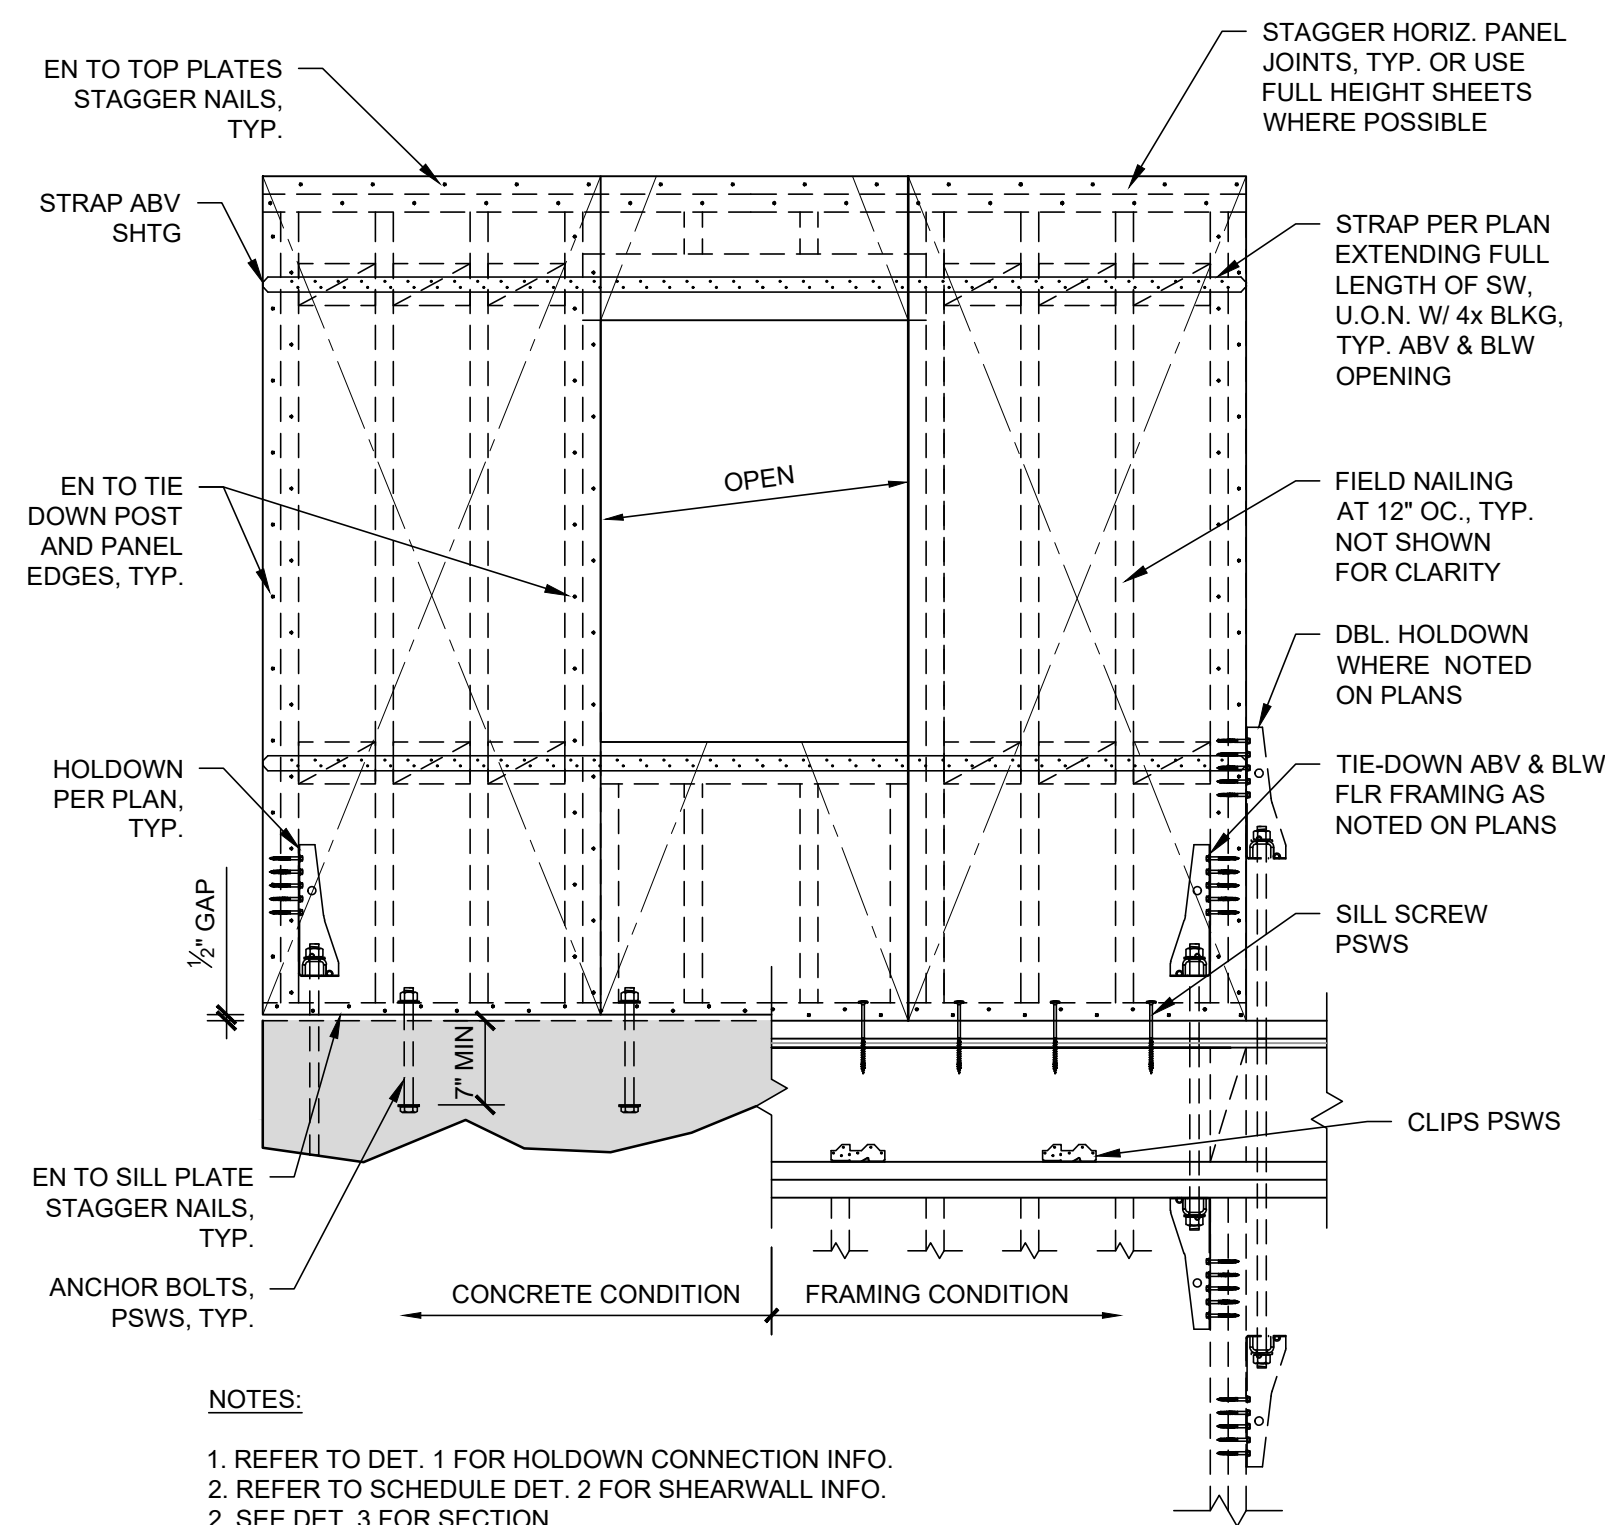 EN TO TOP PLATES
STAGGER NAILS,
TYP.
STRAP ABV
SHTG
EN TO TIE
DOWN POST
AND PANEL
EDGES, TYP.
HOLDOWN
PER PLAN,
TYP.
½" GAP
EN TO SILL PLATE
STAGGER NAILS,
TYP.
ANCHOR BOLTS,
PSWS, TYP.
OPEN
7" MIN
CONCRETE CONDITION
FRAMING CONDITION
STAGGER HORIZ. PANEL
JOINTS, TYP. OR USE
FULL HEIGHT SHEETS
WHERE POSSIBLE
STRAP PER PLAN
EXTENDING FULL
LENGTH OF SW,
U.O.N. W/ 4x BLKG,
TYP. ABV & BLW
OPENING
FIELD NAILING
AT 12" OC., TYP.
NOT SHOWN
FOR CLARITY
DBL. HOLDOWN
WHERE NOTED
ON PLANS
TIE-DOWN ABV & BLW
FLR FRAMING AS
NOTED ON PLANS
SILL SCREW
PSWS
CLIPS PSWS
NOTES:
1. REFER TO DET. 1 FOR HOLDOWN CONNECTION INFO.
2. REFER TO SCHEDULE DET. 2 FOR SHEARWALL INFO.
2. SEE DET. 3 FOR SECTION